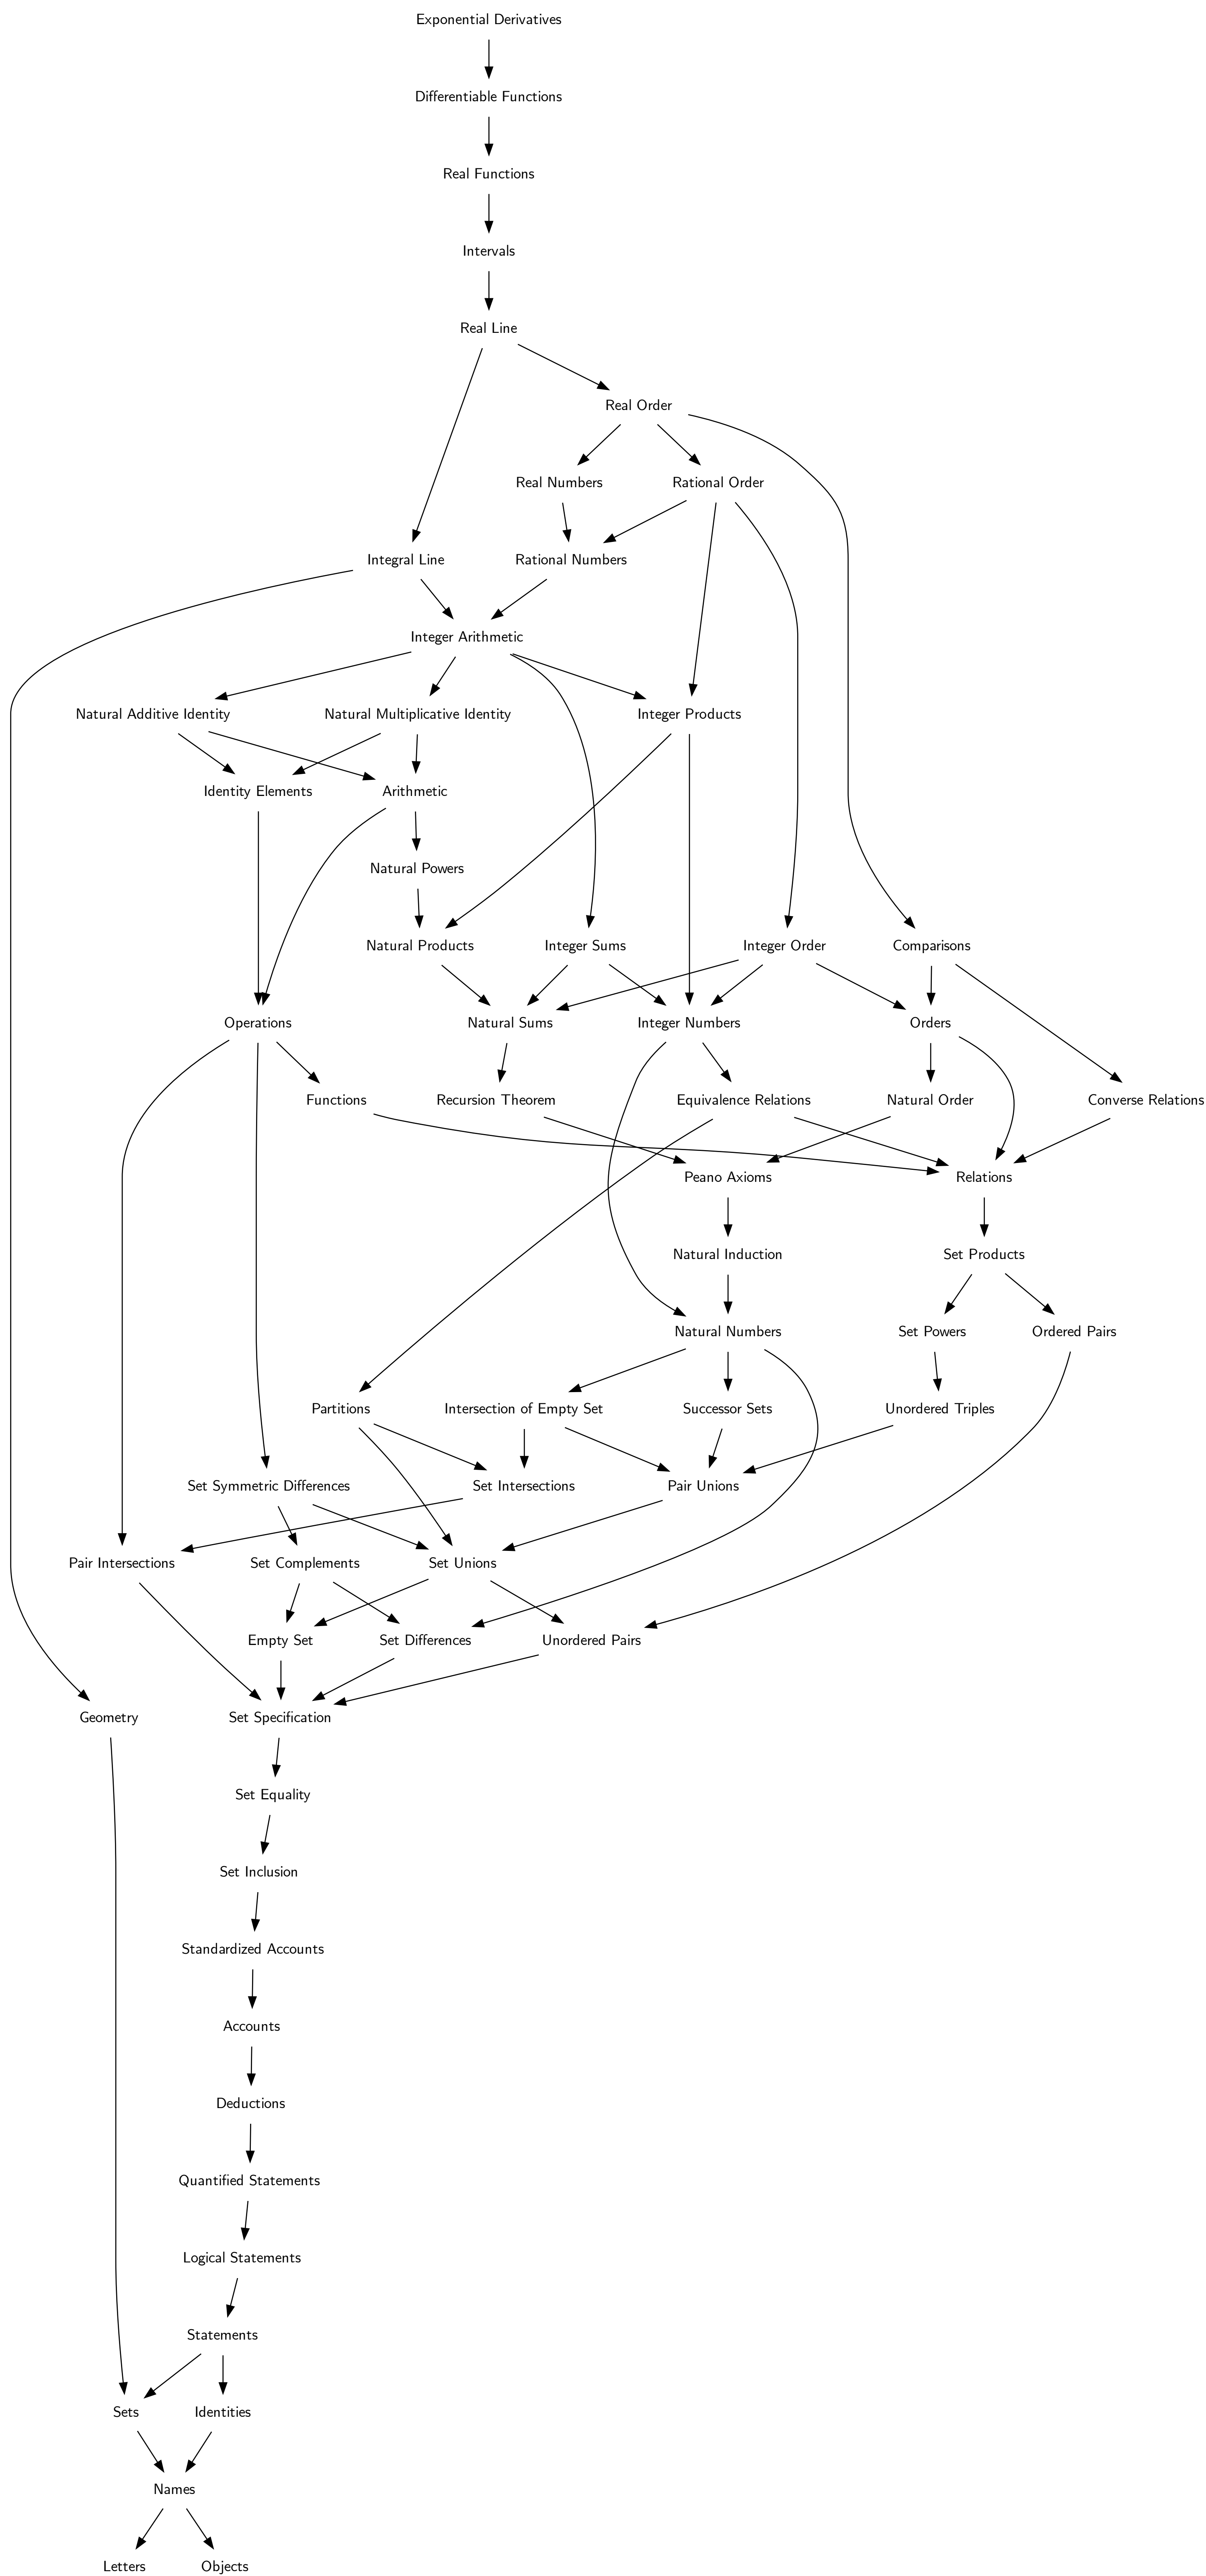 Exponential Derivatives
Differentiable Functions
Real Functions
Intervals
Real Line
Real Order
Real Numbers
Rational Order
Integral Line
Rational Numbers
Integer Arithmetic
Natural Additive Identity
Natural Multiplicative Identity
Integer Products
Identity Elements
Arithmetic
Natural Powers
Natural Products
Integer Sums
Integer Order
Comparisons
Operations
Natural Sums
Integer Numbers
Orders
Functions
Recursion Theorem
Equivalence Relations
Natural Order
Converse Relations
Peano Axioms
Relations
Natural Induction
Set Products
Natural Numbers
Set Powers
Ordered Pairs
Partitions
Intersection of Empty Set
Successor Sets
Unordered Triples
Set Symmetric Differences
Set Intersections
Pair Unions
Pair Intersections
Set Complements
Set Unions
Empty Set
Set Differences
Unordered Pairs
Geometry
Set Specification
Set Equality
Set Inclusion
Standardized Accounts
Accounts
Deductions
Quantified Statements
Logical Statements
Statements
Sets
Identities
Names
Letters
Objects